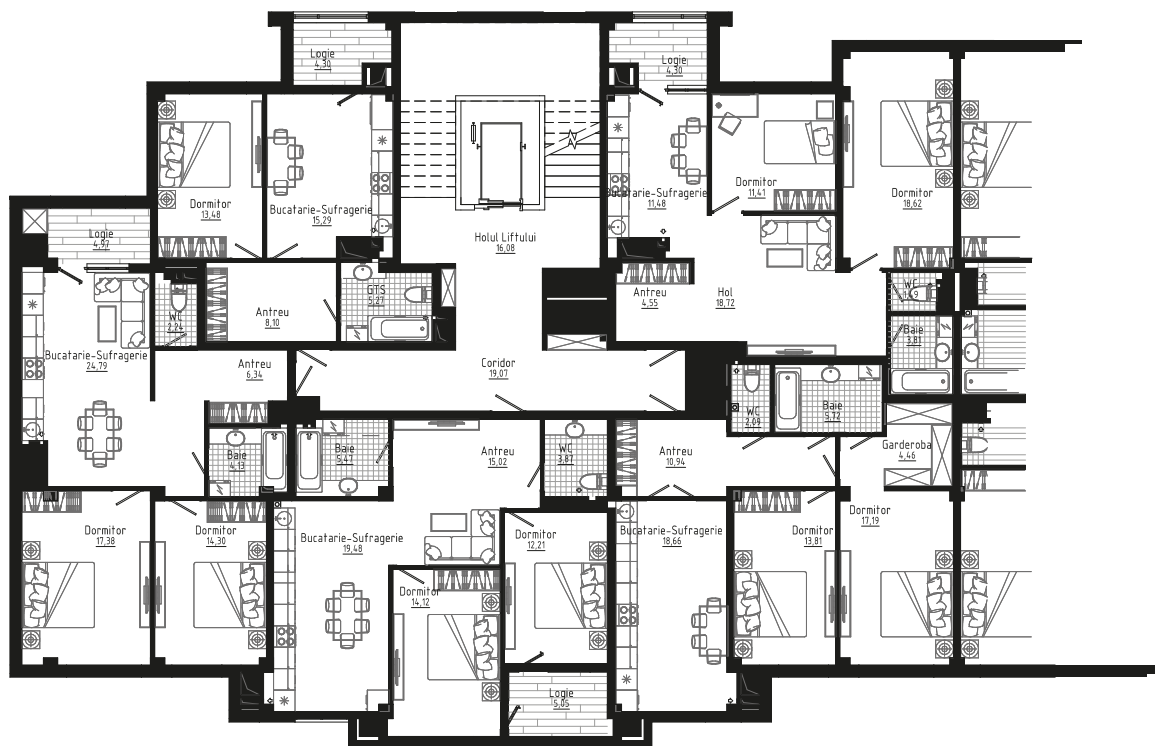 Logie
4,30
Logie
4,30
Dormitor
13,48
Bucatarie-Sufragerie
15,29
Bucatarie-Sufragerie
11,48
Dormitor
11,41
Dormitor
18,62
Logie
4,97
Holul Liftului
16,08
WC
2,24
Antreu
8,10
GTS
5,27
Antreu
4,55
Hol
18,72
WC
1,49
Baie
3,81
Bucatarie-Sufragerie
24,79
Antreu
6,34
Coridor
19,07
WC
2,09
Baie
5,72
Baie
4,13
Baie
5,47
Antreu
15,02
WC
3,87
Antreu
10,94
Garderoba
4,46
Dormitor
17,38
Dormitor
14,30
Bucatarie-Sufragerie
19,48
Dormitor
12,21
Bucatarie-Sufragerie
18,66
Dormitor
13,81
Dormitor
17,19
Dormitor
14,12
Logie
5,05